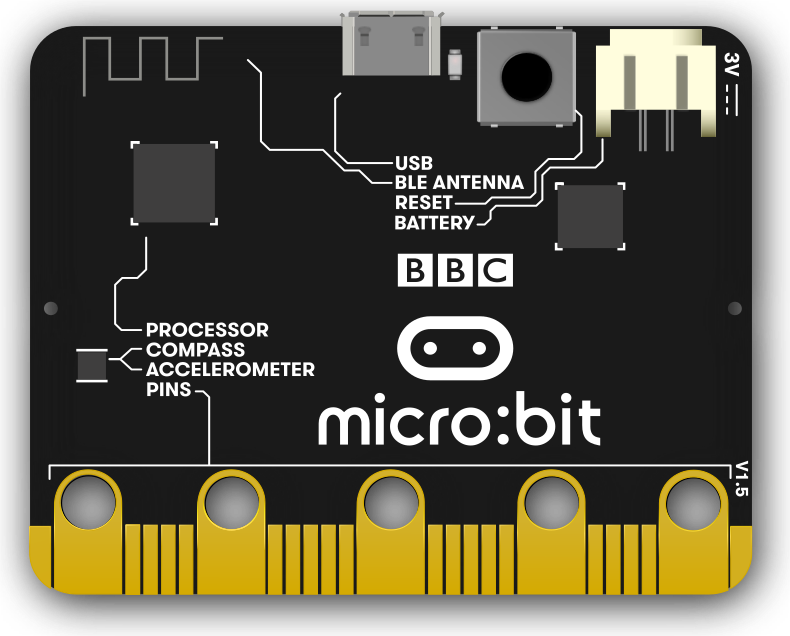 3V
USB
BLE ANTENNA
RESET
BATTERY
BBC
PROCESSOR
COMPASS
ACCELEROMETER
PINS
micro:bit
V1.5